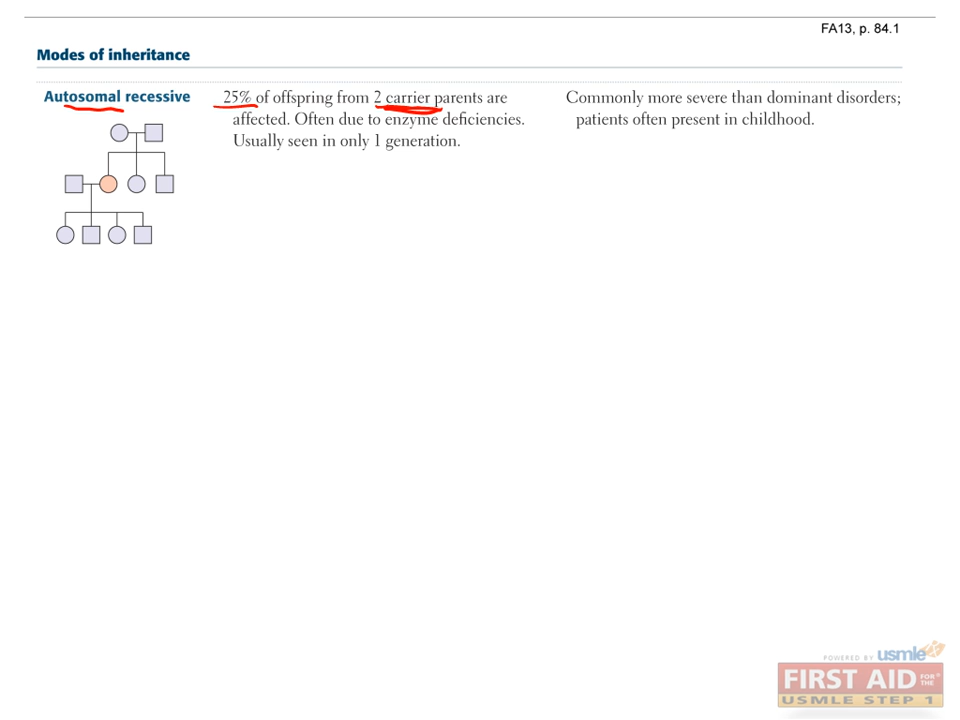 FA13, p. 84.1
Modes of inheritance
Autosomal recessive
25% of offspring from 2 carrier parents are
affected. Often due to enzyme deficiencies.
Usually seen in only 1 generation.
Commonly more severe than dominant disorders;
patients often present in childhood.
POWERED BY usmle
FIRST AID FOR THE
USMLE STEP 1